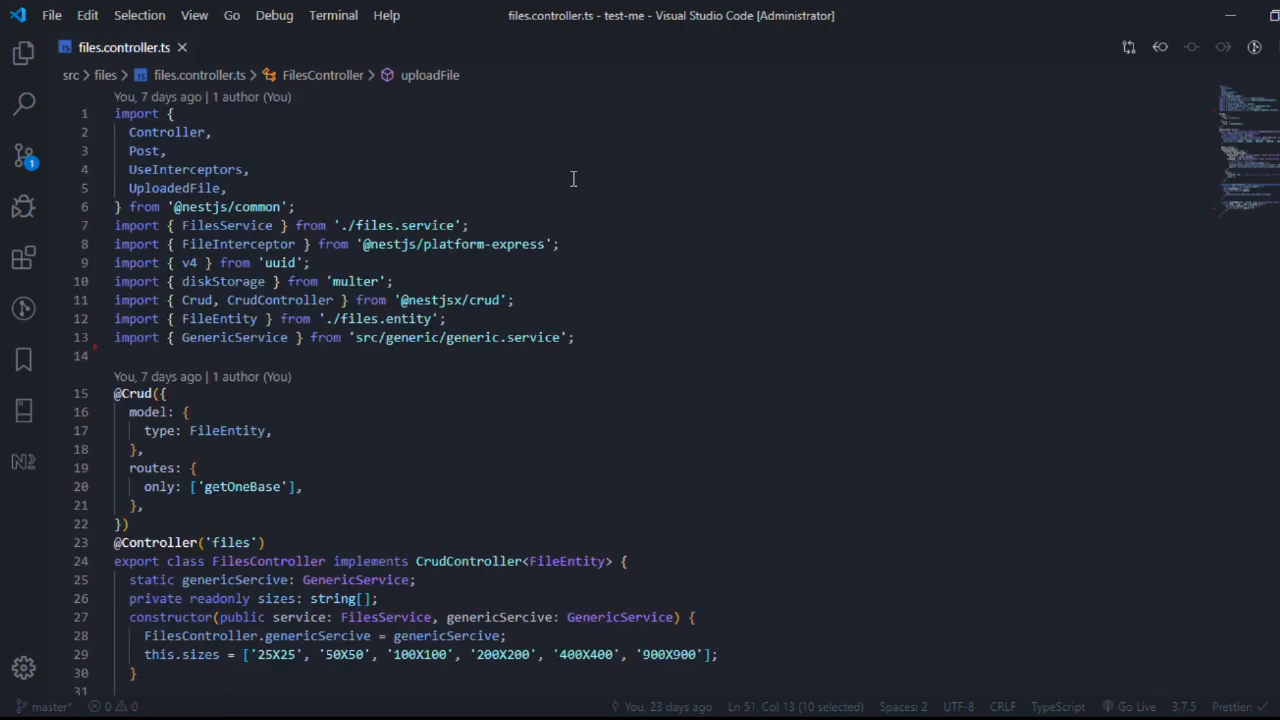 File Edit Selection View Go Debug Terminal Help files.controller.ts - test-me - Visual Studio Code [Administrator]
files.controller.ts
src > files > files.controller.ts > FilesController > uploadFile
You, 7 days ago | 1 author (You)
1 import {
2 Controller,
3 Post,
4 UseInterceptors,
5 UploadedFile,
6 } from '@nestjs/common';
7 import { FilesService } from './files.service';
8 import { FileInterceptor } from '@nestjs/platform-express';
9 import { v4 } from 'uuid';
10 import { diskStorage } from 'multer';
11 import { Crud, CrudController } from '@nestjsx/crud';
12 import { FileEntity } from './files.entity';
13 import { GenericService } from 'src/generic/generic.service';
14
You, 7 days ago | 1 author (You)
15 @Crud({
16 model: {
17 type: FileEntity,
18 },
19 routes: {
20 only: ['getOneBase'],
21 },
22 })
23 @Controller('files')
24 export class FilesController implements CrudController<FileEntity> {
25 static genericSercive: GenericService;
26 private readonly sizes: string[];
27 constructor(public service: FilesService, genericSercive: GenericService) {
28 FilesController.genericSercive = genericSercive;
29 this.sizes = ['25X25', '50X50', '100X100', '200X200', '400X400', '900X900'];
30 }
31
master* 0 0 You, 23 days ago Ln 51, Col 13 (10 selected) Spaces: 2 UTF-8 CRLF TypeScript Go Live 3.7.5 Prettier: ✓
1